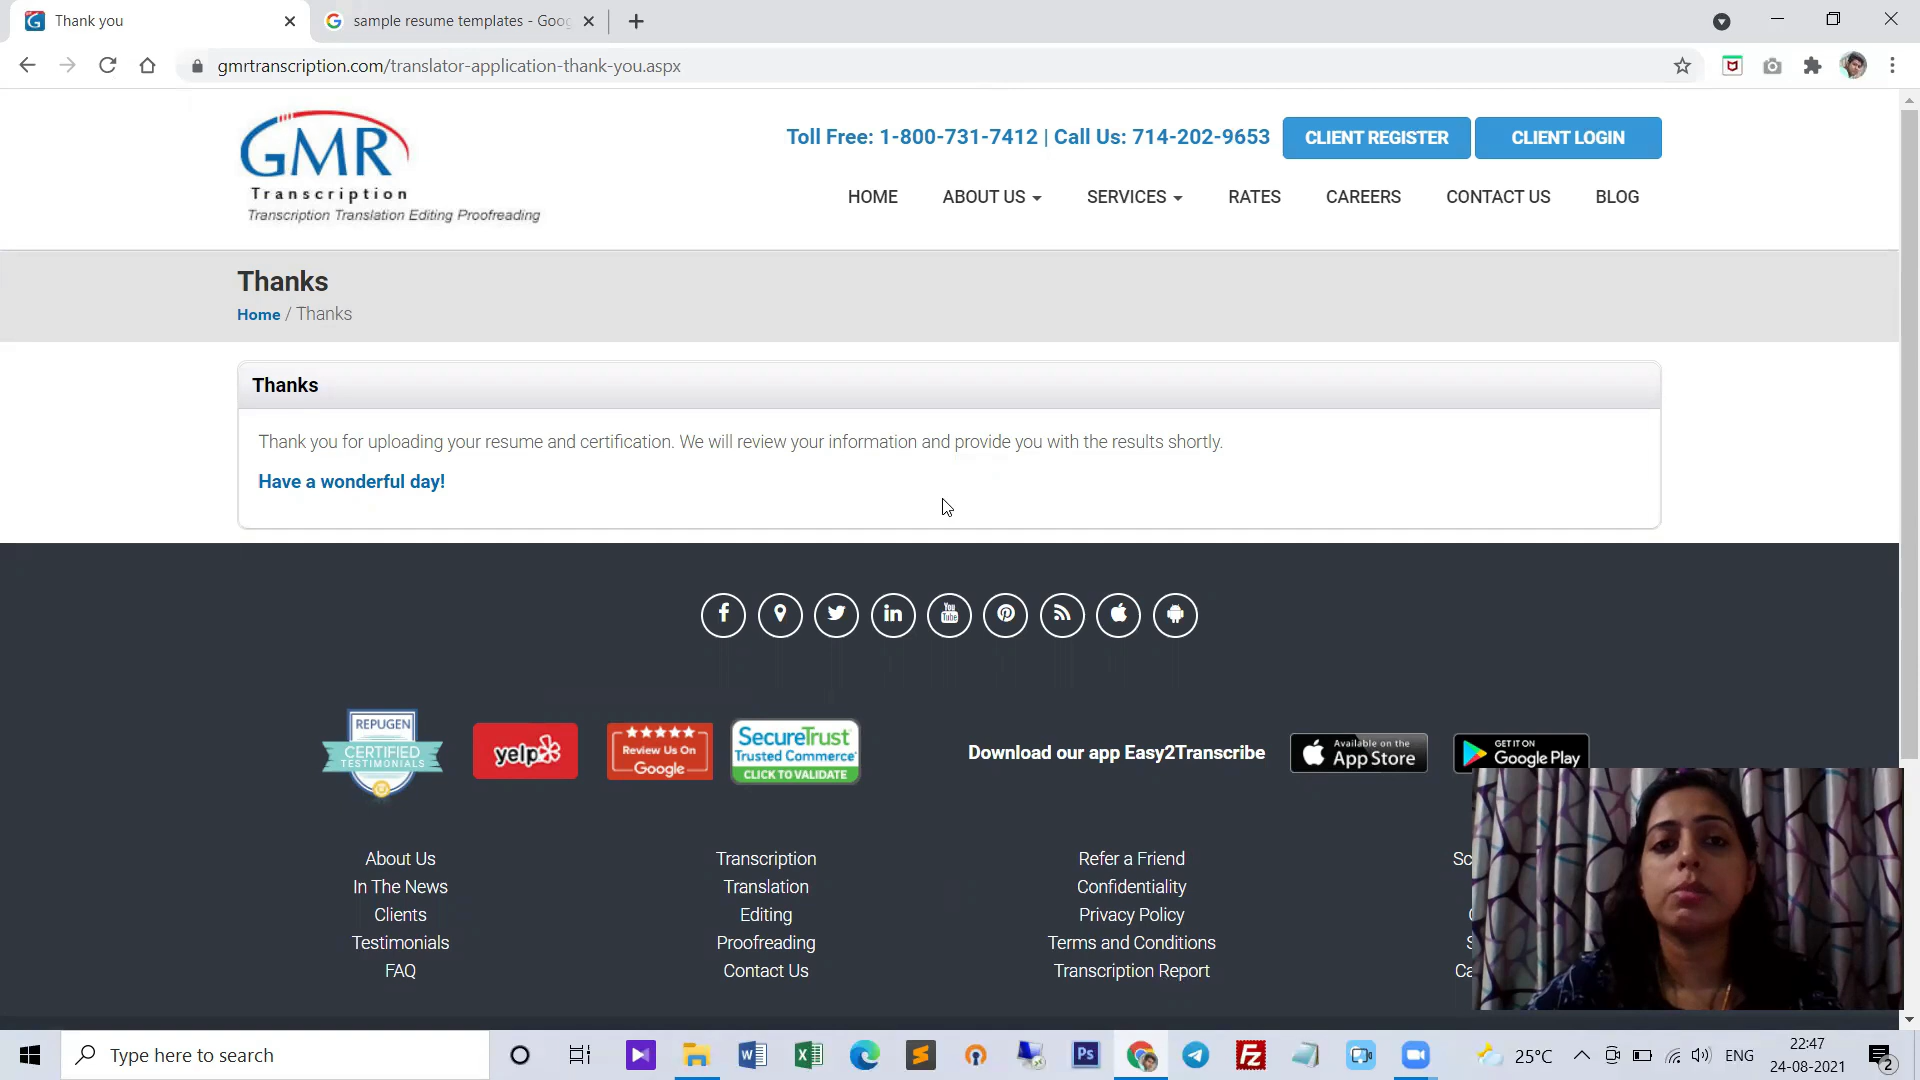 Thank you
sample resume templates - Goog
gmrtranscription.com/translator-application-thank-you.aspx
GMR
Transcription
Transcription Translation Editing Proofreading
Toll Free: 1-800-731-7412 | Call Us: 714-202-9653
CLIENT REGISTER
CLIENT LOGIN
HOME
ABOUT US
SERVICES
RATES
CAREERS
CONTACT US
BLOG
Thanks
Home / Thanks
Thanks
Thank you for uploading your resume and certification. We will review your information and provide you with the results shortly.
Have a wonderful day!
You
Tube
REPUGEN
CERTIFIED
TESTIMONIALS
yelp
Review Us On
Google
SecureTrust
Trusted Commerce
CLICK TO VALIDATE
Download our app Easy2Transcribe
Available on the
App Store
GET IT ON
Google Play
About Us
In The News
Clients
Testimonials
FAQ
Transcription
Translation
Editing
Proofreading
Contact Us
Refer a Friend
Confidentiality
Privacy Policy
Terms and Conditions
Transcription Report
Sc
S
Ca
Type here to search
Ps
25°C
ENG
22:47
24-08-2021
2